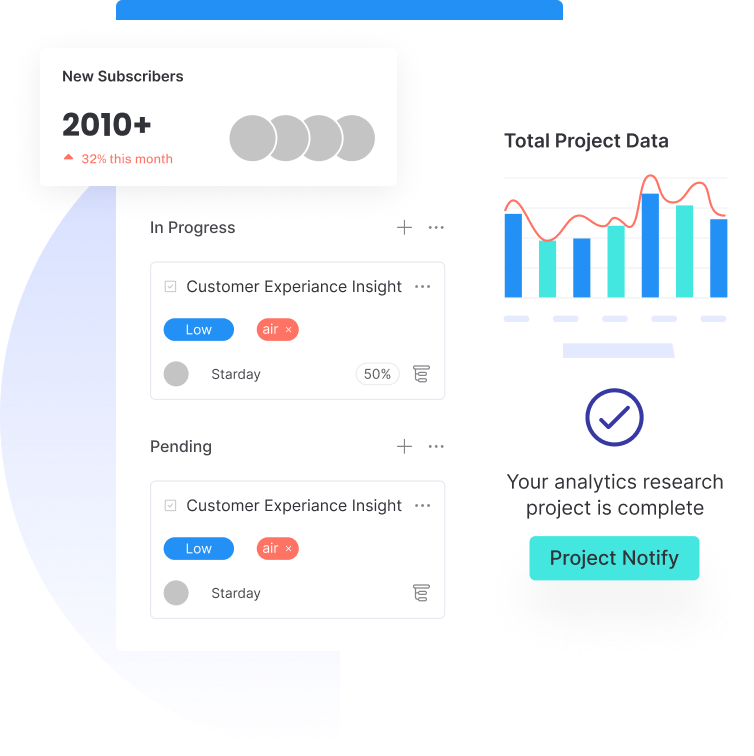 New Subscribers
2010+
32% this month
In Progress
Customer Experiance Insight
Low
air ×
Starday
50%
Pending
Customer Experiance Insight
Low
air ×
Starday
Total Project Data
Your analytics research
project is complete
Project Notify